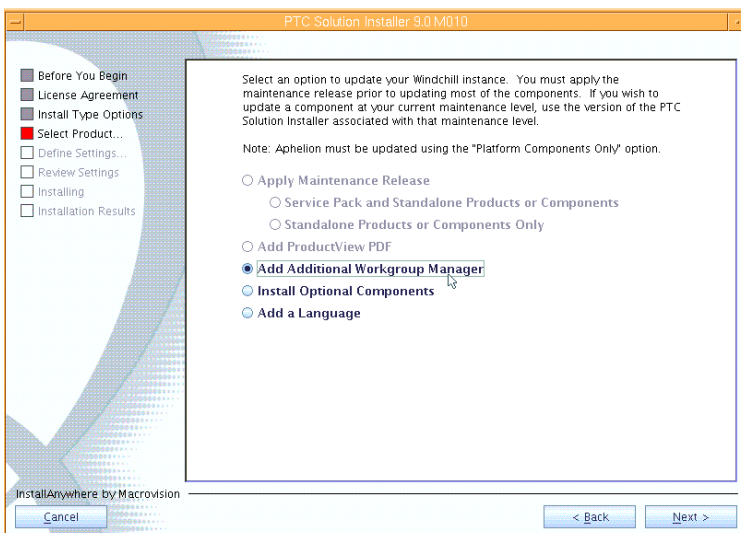 PTC Solution Installer 9.0 M010
Before You Begin
License Agreement
Install Type Options
Select Product...
Define Settings...
Review Settings
Installing
Installation Results
Select an option to update your Windchill instance. You must apply the
maintenance release prior to updating most of the components. If you wish to
update a component at your current maintenance level, use the version of the PTC
Solution Installer associated with that maintenance level.
Note: Aphelion must be updated using the "Platform Components Only" option.
Apply Maintenance Release
Service Pack and Standalone Products or Components
Standalone Products or Components Only
Add ProductView PDF
Add Additional Workgroup Manager
Install Optional Components
Add a Language
InstallAnywhere by Macrovision
Cancel
< Back
Next >